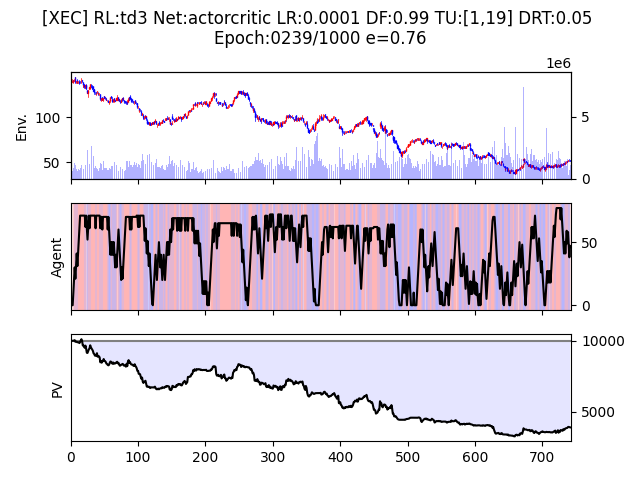 [XEC] RL:td3 Net:actorcritic LR:0.0001 DF:0.99 TU:[1,19] DRT:0.05
Epoch:0239/1000 e=0.76
1e6
Env.
100
50
5
0
Agent
50
0
PV
10000
5000
0 100 200 300 400 500 600 700